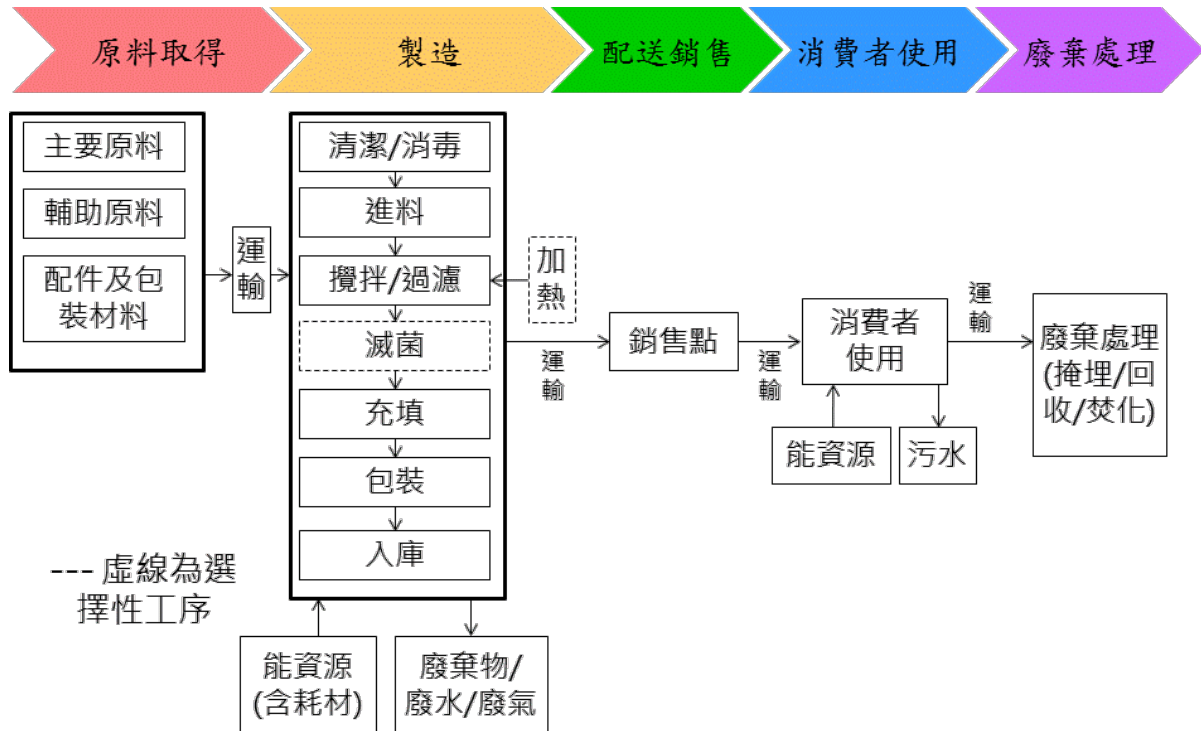 原料取得
製造
配送銷售
消費者使用
廢棄處理
主要原料
輔助原料
配件及包
裝材料
運
輸
清潔/消毒
進料
攪拌/過濾
加
熱
滅菌
充填
包裝
入庫
能資源
(含耗材)
廢棄物/
廢水/廢氣
運
輸
銷售點
運
輸
消費者
使用
能資源
污水
運
輸
廢棄處理
(掩埋/回
收/焚化)
--- 虛線為選
擇性工序